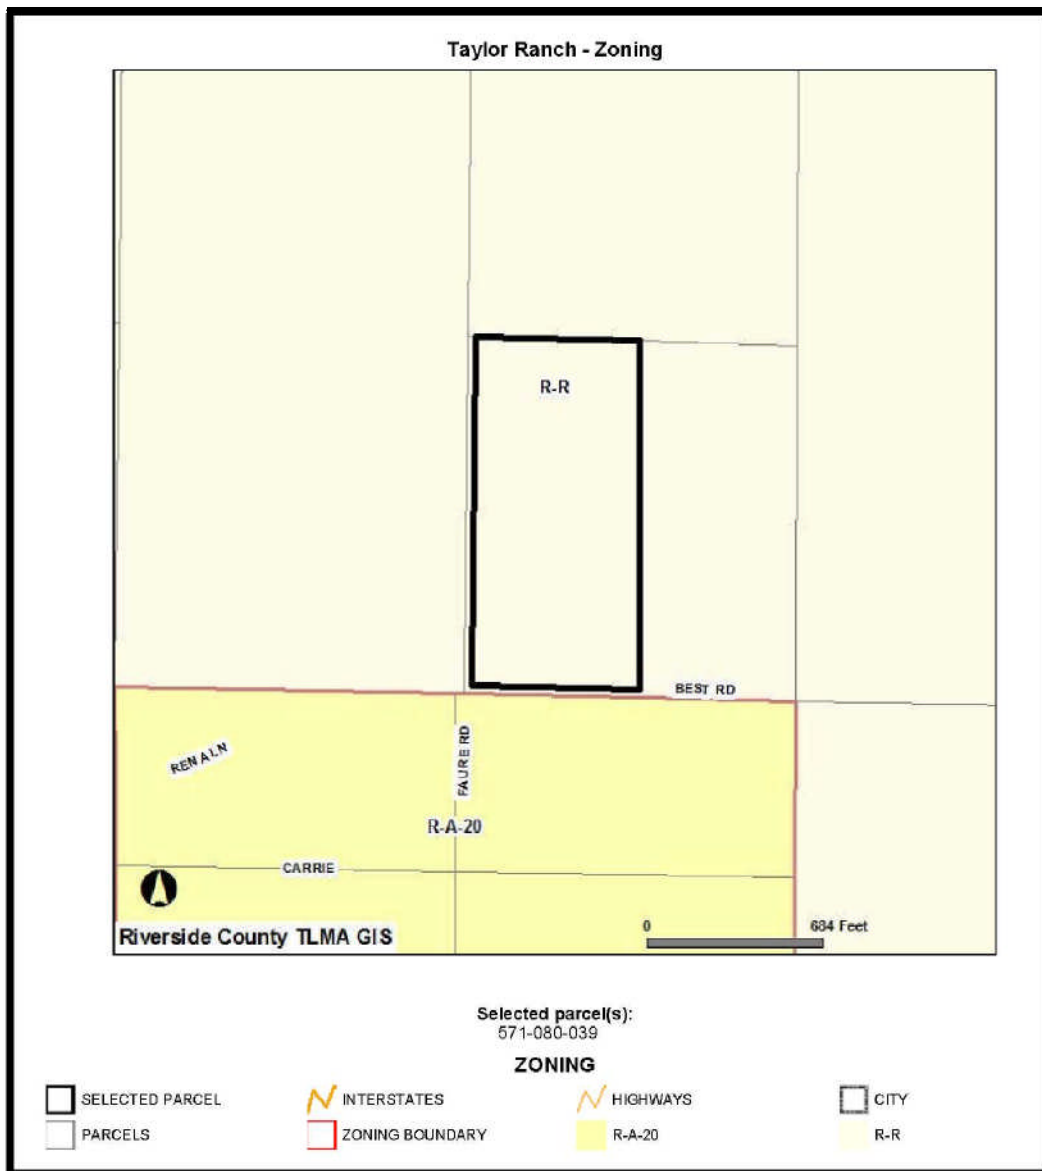 Taylor Ranch - Zoning
R-R
BEST RD
RENA LN
FAURE RD
R-A-20
CARRIE
Riverside County TLMA GIS
0 684 Feet
Selected parcel(s):
571-080-039
ZONING
SELECTED PARCEL INTERSTATES HIGHWAYS CITY
PARCELS ZONING BOUNDARY R-A-20 R-R